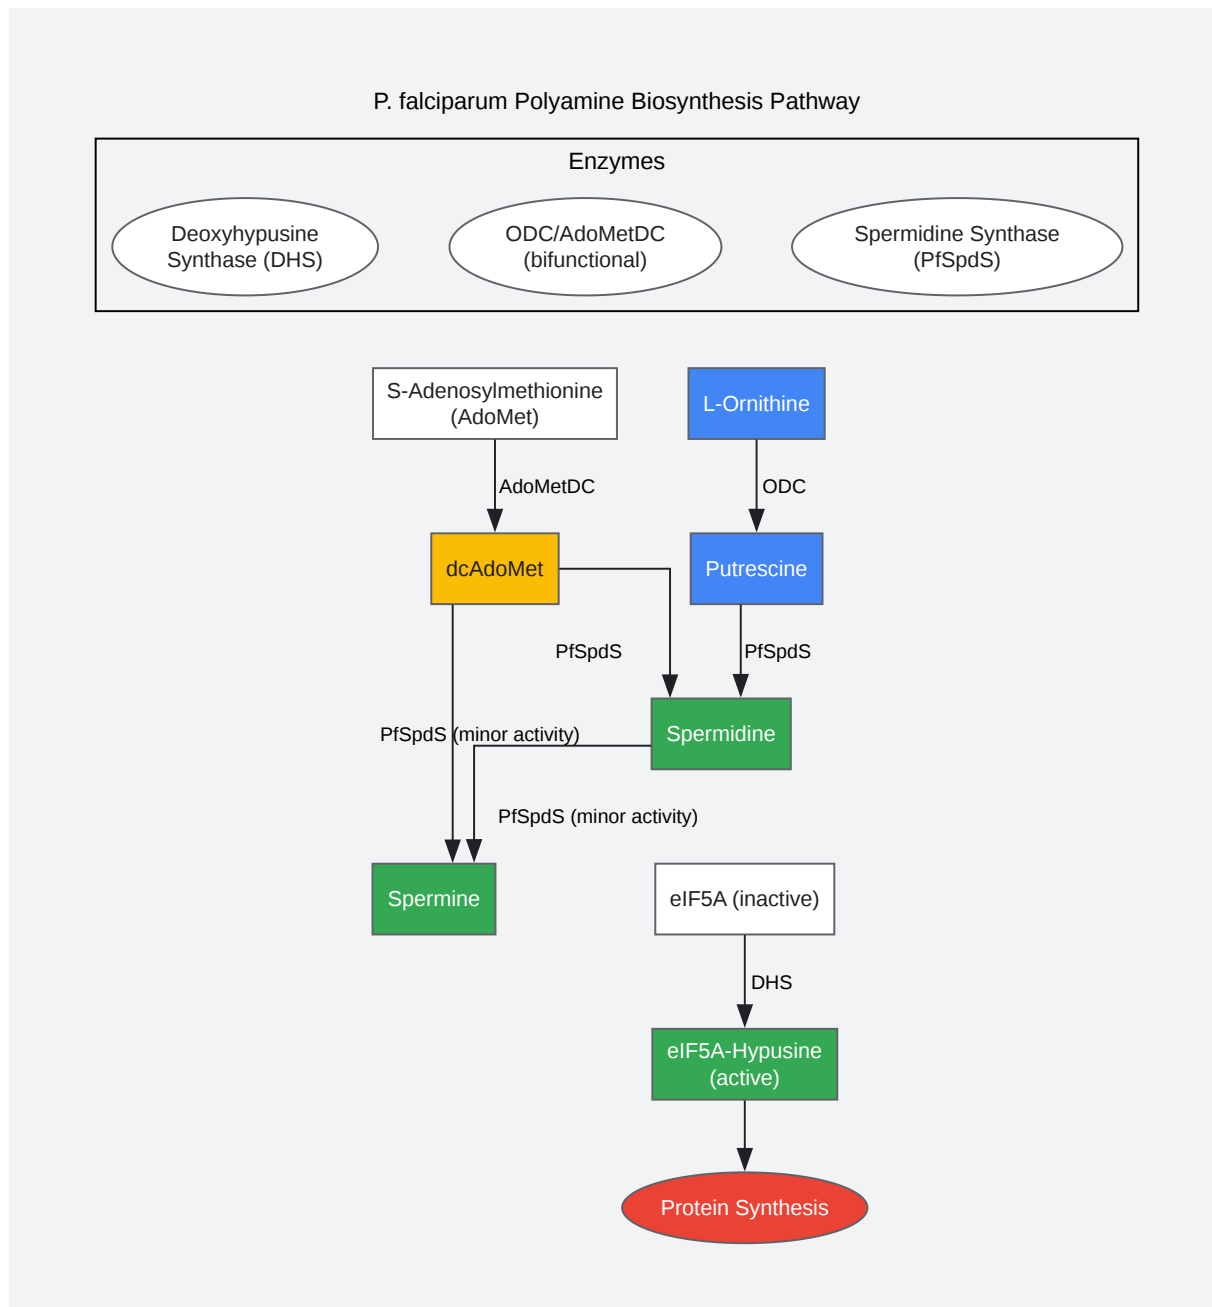 P. falciparum Polyamine Biosynthesis Pathway
Enzymes
Deoxyhypusine
Synthase (DHS)
ODC/AdoMetDC
(bifunctional)
Spermidine Synthase
(PfSpdS)
S-Adenosylmethionine
(AdoMet)
L-Ornithine
AdoMetDC
ODC
dcAdoMet
Putrescine
PfSpdS
PfSpdS
PfSpdS (minor activity)
Spermidine
PfSpdS (minor activity)
Spermine
eIF5A (inactive)
DHS
eIF5A-Hypusine
(active)
Protein Synthesis